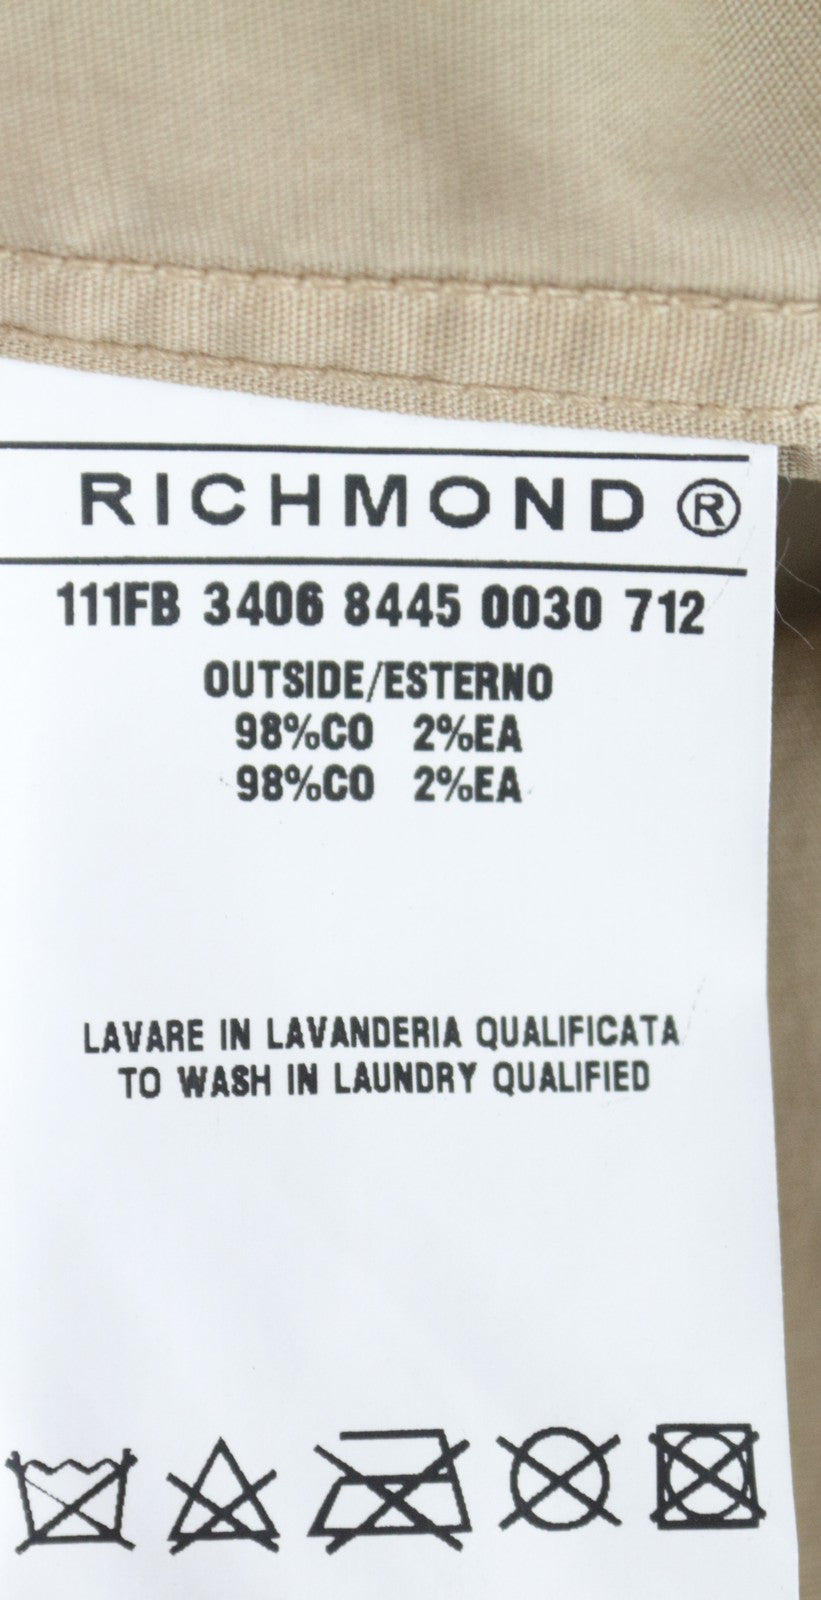 RICHMOND ®
111FB 3406 8445 0030 712
OUTSIDE/ESTERNO
98%CO 2%EA
98%CO 2%EA
LAVARE IN LAVANDERIA QUALIFICATA
TO WASH IN LAUNDRY QUALIFIED